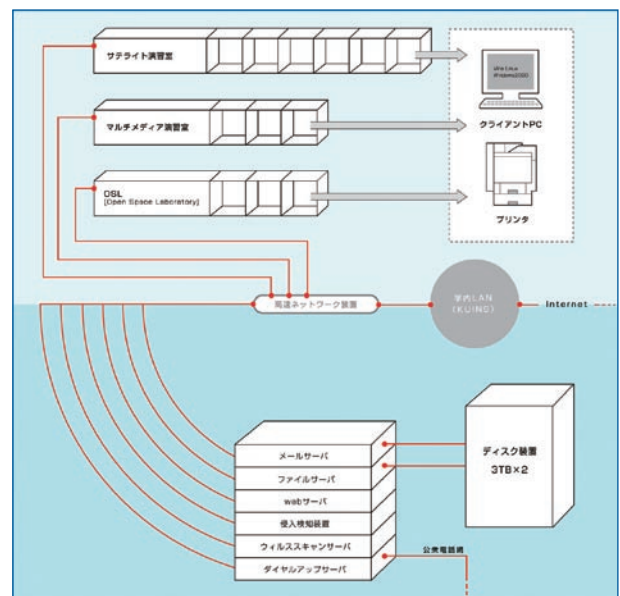 サテライト演習室
マルチメディア演習室
OSL
[Open Space Laboratory]
クライアントPC
プリンタ
高速ネットワーク装置
学内LAN
(KUINS)
Internet
メールサーバ
ファイルサーバ
webサーバ
侵入検知装置
ウィルススキャンサーバ
ダイヤルアップサーバ
ディスク装置
3TB×2
公衆電話網